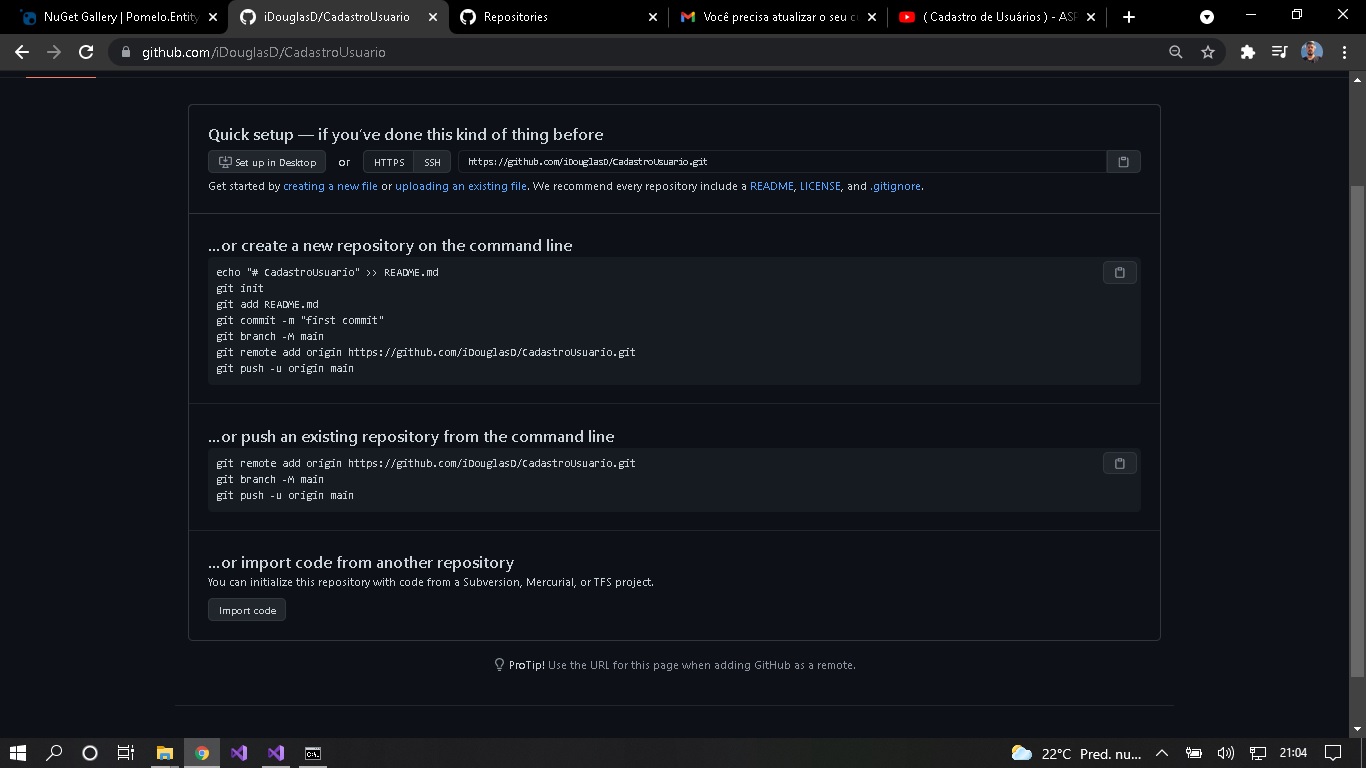 NuGet Gallery | Pomelo.Entity
iDouglasD/CadastroUsuario
Repositories
Você precisa atualizar o seu c
( Cadastro de Usuários ) - ASP
github.com/iDouglasD/CadastroUsuario
Quick setup — if you've done this kind of thing before
Set up in Desktop or HTTPS SSH https://github.com/iDouglasD/CadastroUsuario.git
Get started by creating a new file or uploading an existing file. We recommend every repository include a README, LICENSE, and .gitignore.
…or create a new repository on the command line
echo "# CadastroUsuario" >> README.md
git init
git add README.md
git commit -m "first commit"
git branch -M main
git remote add origin https://github.com/iDouglasD/CadastroUsuario.git
git push -u origin main
…or push an existing repository from the command line
git remote add origin https://github.com/iDouglasD/CadastroUsuario.git
git branch -M main
git push -u origin main
…or import code from another repository
You can initialize this repository with code from a Subversion, Mercurial, or TFS project.
Import code
ProTip! Use the URL for this page when adding GitHub as a remote.
22°C Pred. nu... 21:04